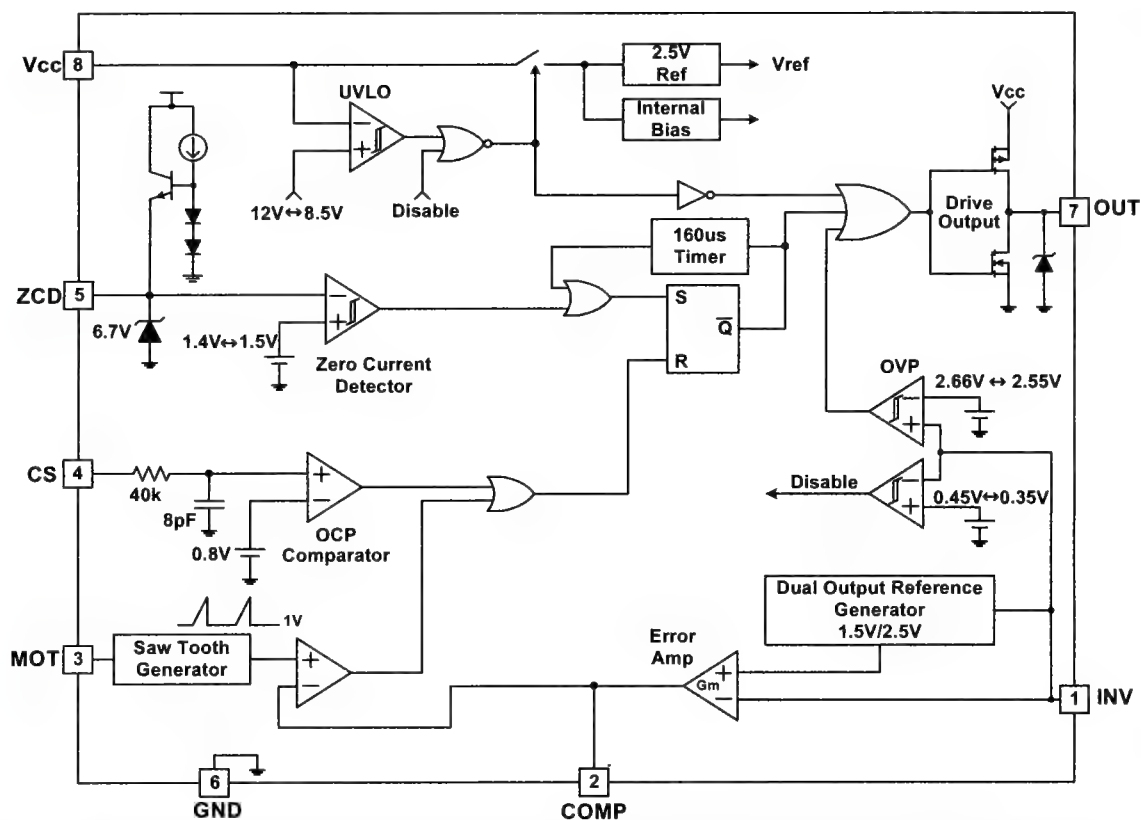 Vcc 8
2.5V
Ref
Vref
UVLO
Internal
Bias
Vcc
12V↔8.5V
Disable
Drive
Output
7 OUT
160us
Timer
ZCD 5
6.7V
1.4V↔1.5V
Zero Current
Detector
S
Q̅
R
OVP
2.66V ↔ 2.55V
CS 4
40k
8pF
0.8V
OCP
Comparator
Disable
0.45V↔0.35V
1V
MOT 3
Saw Tooth
Generator
Dual Output Reference
Generator
1.5V/2.5V
Error
Amp
Gm
1 INV
6
GND
2
COMP